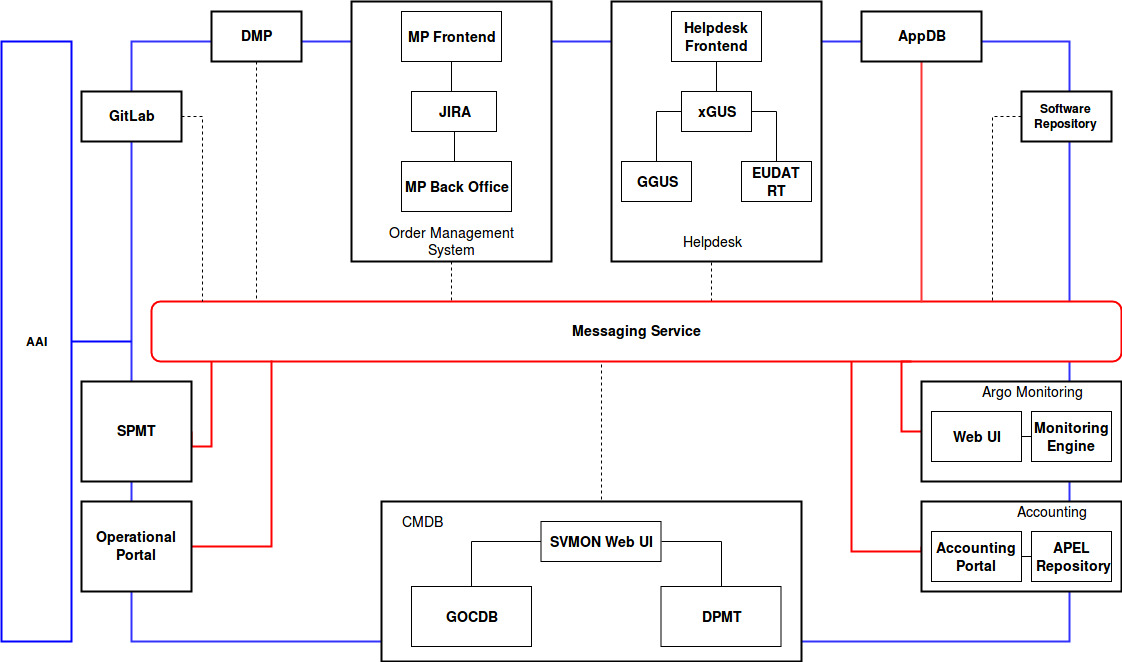 DMP
MP Frontend
Helpdesk
Frontend
AppDB
GitLab
JIRA
xGUS
Software
Repository
MP Back Office
GGUS
EUDAT
RT
Order Management
System
Helpdesk
Messaging Service
AAI
SPMT
Argo Monitoring
Web UI
Monitoring
Engine
Operational
Portal
CMDB
SVMON Web UI
GOCDB
DPMT
Accounting
Accounting
Portal
APEL
Repository